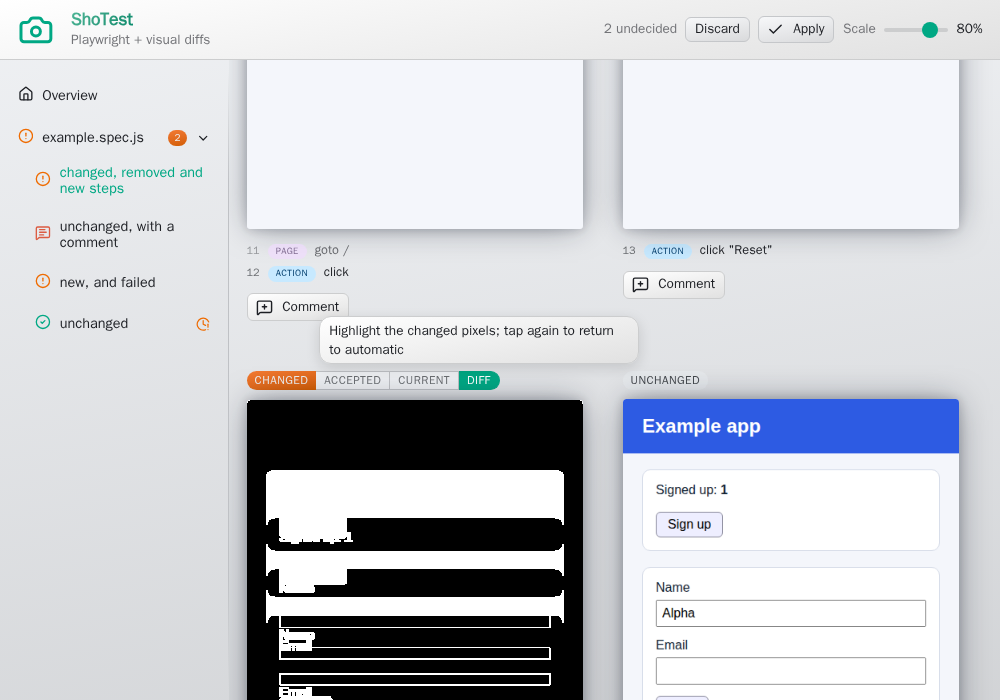 ShoTest
Playwright + visual diffs
2 undecided
Discard
Apply
Scale
80%
Overview
example.spec.js
2
changed, removed and
new steps
unchanged, with a
comment
new, and failed
unchanged
11 PAGE goto /
12 ACTION click
Comment
13 ACTION click "Reset"
Comment
Highlight the changed pixels; tap again to return
to automatic
CHANGED ACCEPTED CURRENT DIFF
UNCHANGED
Example app
Signed up: 1
Sign up
Name
Alpha
Email